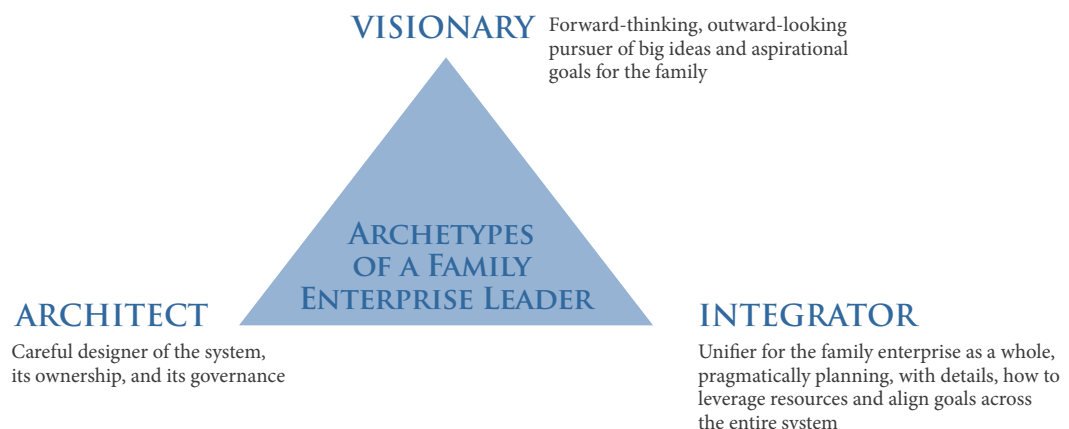 VISIONARY
Forward-thinking, outward-looking
pursuer of big ideas and aspirational
goals for the family
ARCHETYPES
OF A FAMILY
ENTERPRISE LEADER
ARCHITECT
Careful designer of the system,
its ownership, and its governance
INTEGRATOR
Unifier for the family enterprise as a whole,
pragmatically planning, with details, how to
leverage resources and align goals across
the entire system